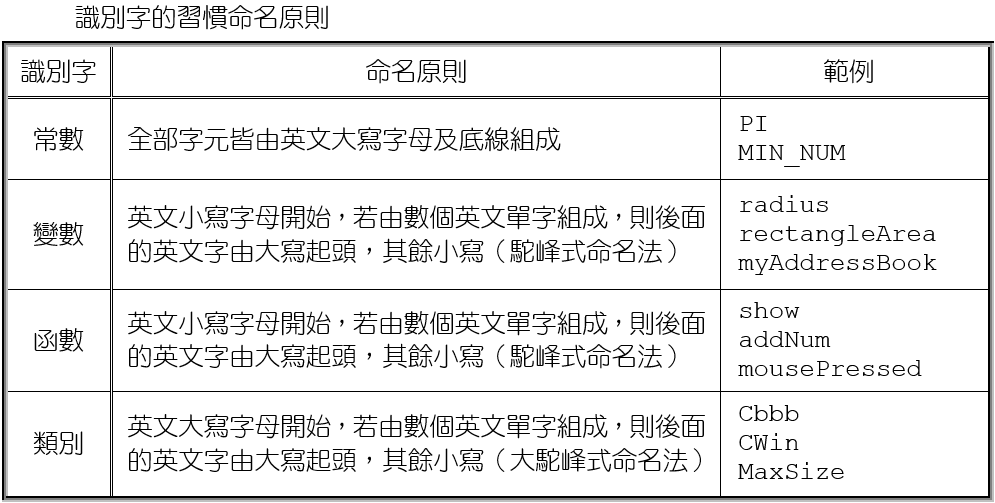 識別字的習慣命名原則
識別字 命名原則 範例
常數 全部字元皆由英文大寫字母及底線組成 PI
MIN_NUM
變數 英文小寫字母開始，若由數個英文單字組成，則後面
的英文字由大寫起頭，其餘小寫（駝峰式命名法）
radius
rectangleArea
myAddressBook
函數 英文小寫字母開始，若由數個英文單字組成，則後面
的英文字由大寫起頭，其餘小寫（駝峰式命名法）
show
addNum
mousePressed
類別 英文大寫字母開始，若由數個英文單字組成，則後面
的英文字由大寫起頭，其餘小寫（大駝峰式命名法）
Cbbb
CWin
MaxSize